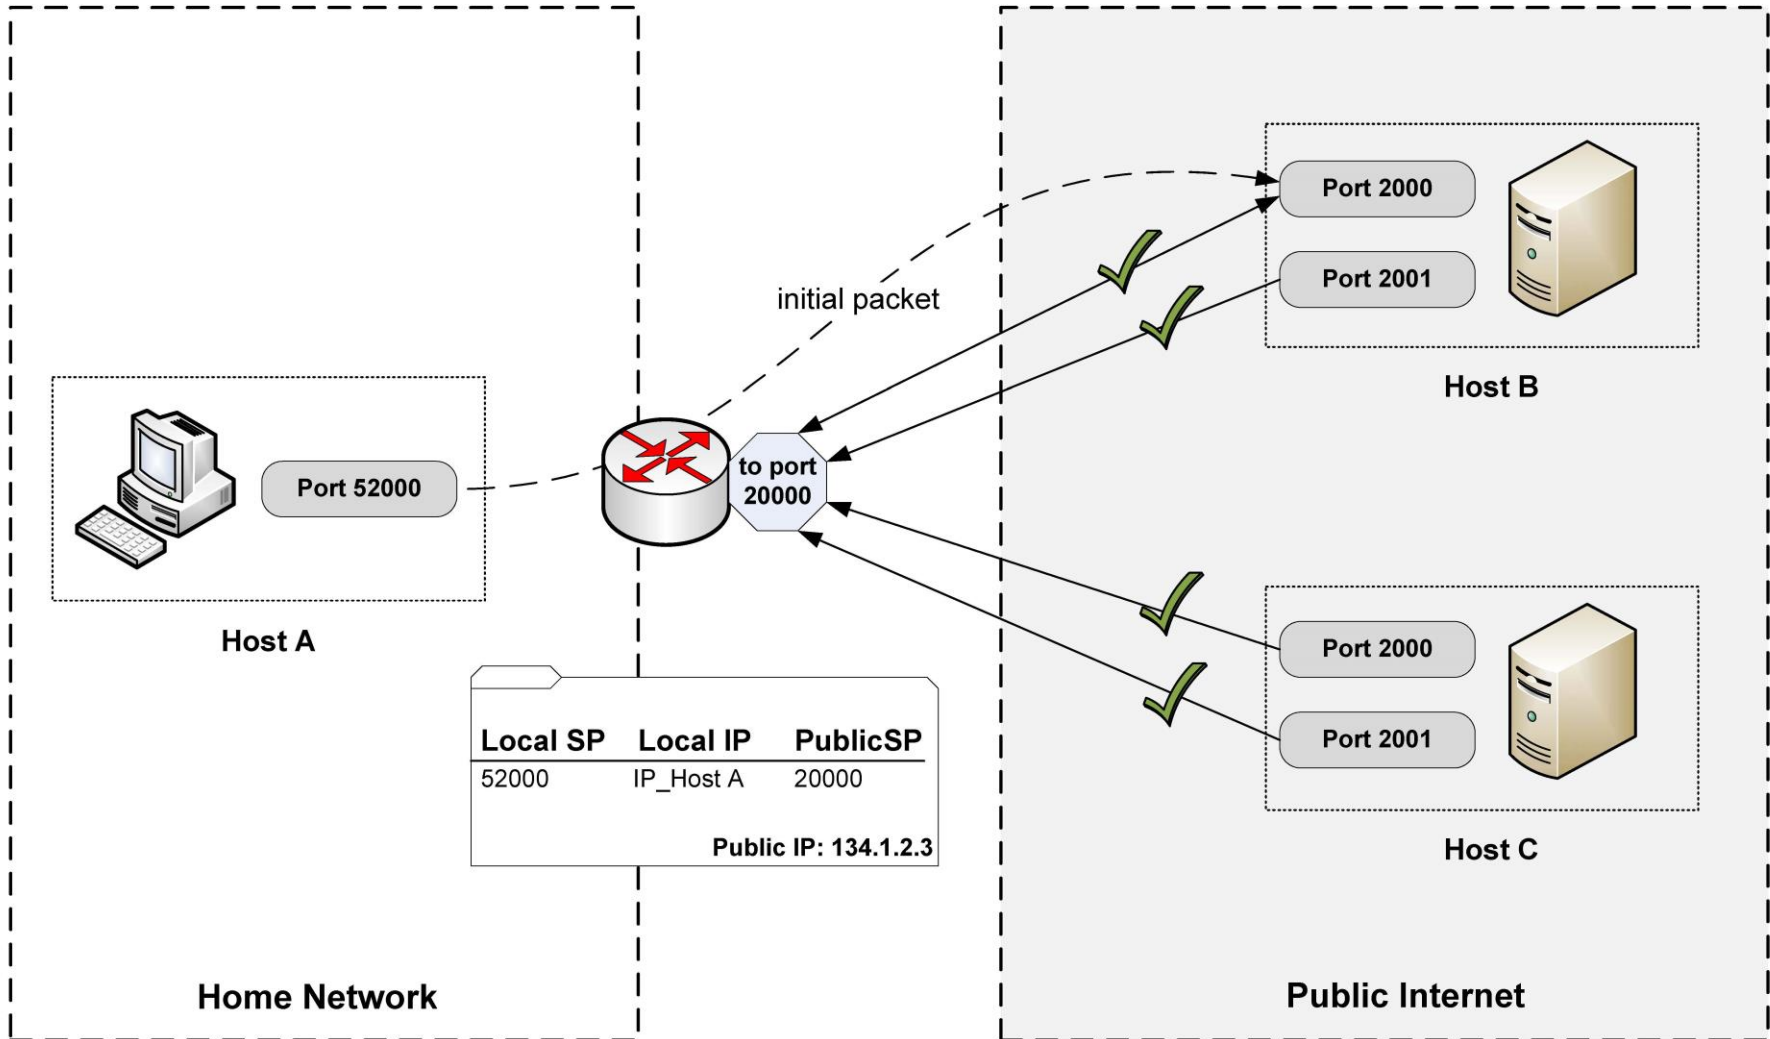 Port 2000
Port 2001
Host B
initial packet
to port
20000
Port 52000
Host A
Port 2000
Port 2001
Host C
Local SP Local IP PublicSP
52000 IP_Host A 20000
Public IP: 134.1.2.3
Home Network
Public Internet